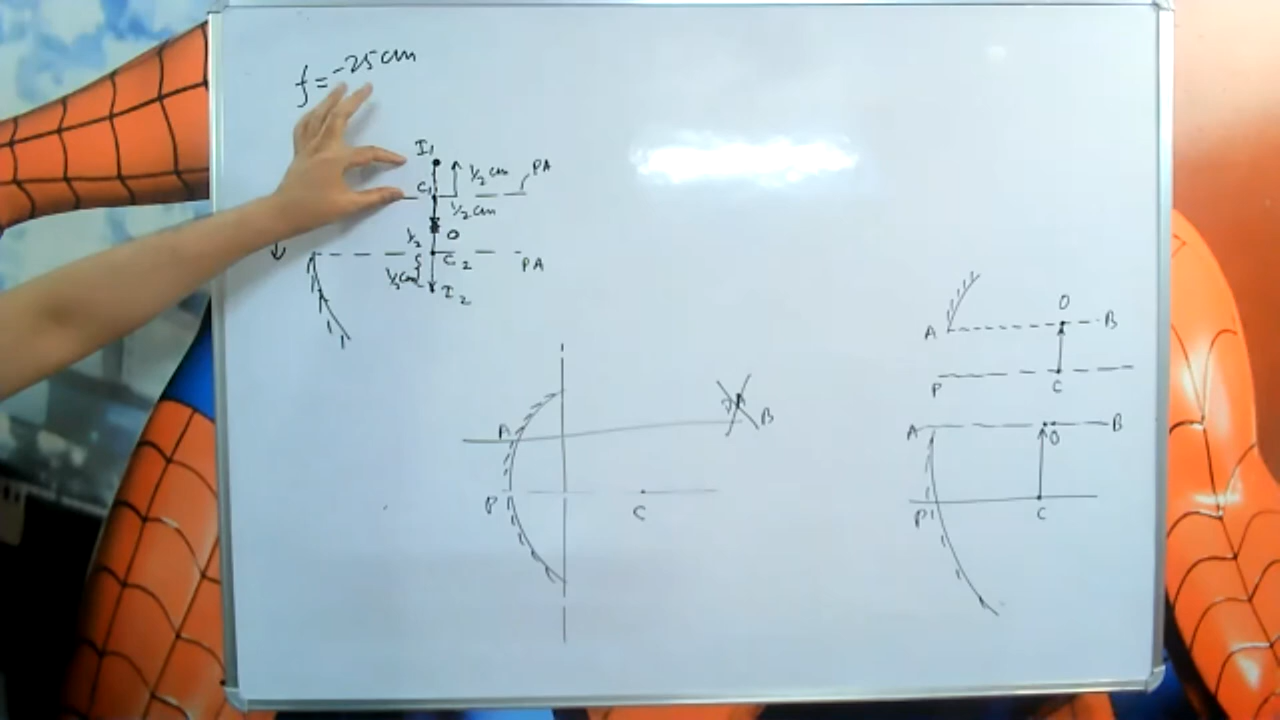 f = -25 cm
I₁
½ cm
PA
C₁
½ cm
½
O
C₂
PA
½ cm
I₂
A
B
P
C
O
A
B
P
C
A
O
B
P
C